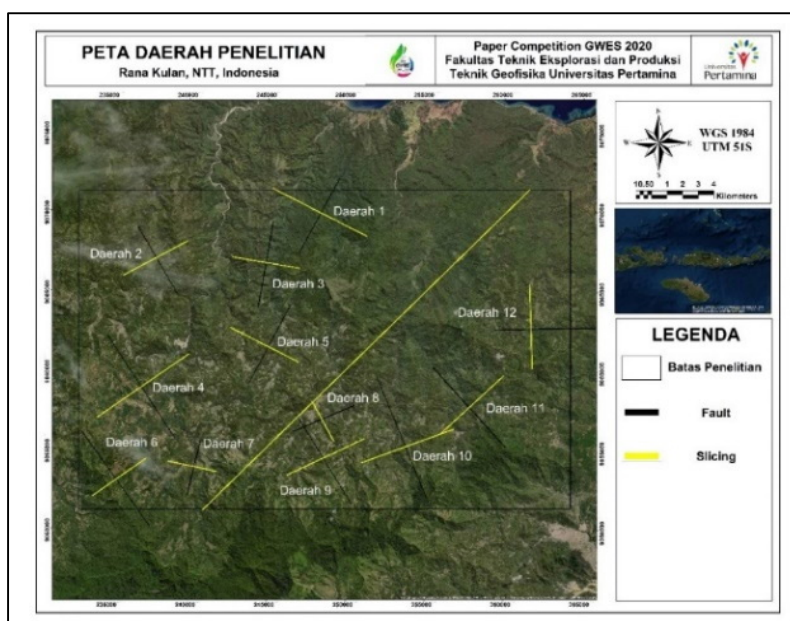 PETA DAERAH PENELITIAN
Rana Kulan, NTT, Indonesia
Paper Competition GWES 2020
Fakultas Teknik Eksplorasi dan Produksi
Teknik Geofisika Universitas Pertamina
Universitas
Pertamina
WGS 1984
UTM 51S
Kilometers
Daerah 1
Daerah 2
Daerah 3
Daerah 12
Daerah 5
Daerah 4
Daerah 8
Daerah 11
Daerah 6
Daerah 7
Daerah 10
Daerah 9
LEGENDA
Batas Penelitian
Fault
Slicing